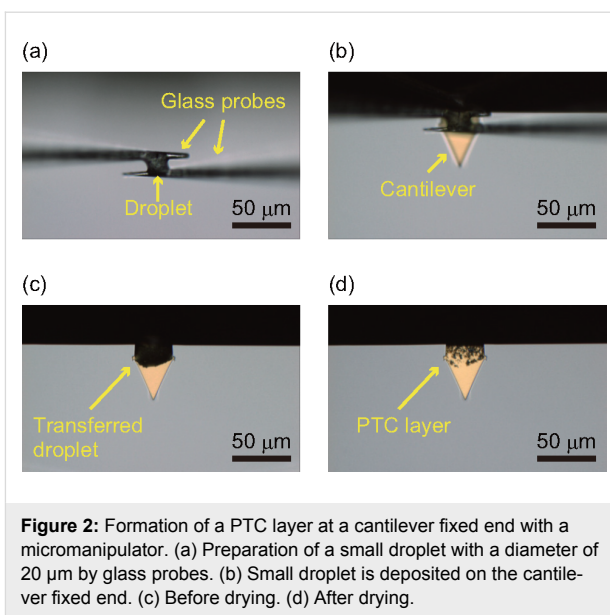 (a)
Glass probes
Droplet
50 μm
(b)
Cantilever
50 μm
(c)
Transferred
droplet
50 μm
(d)
PTC layer
50 μm
Figure 2: Formation of a PTC layer at a cantilever fixed end with a
micromanipulator. (a) Preparation of a small droplet with a diameter of
20 μm by glass probes. (b) Small droplet is deposited on the cantile-
ver fixed end. (c) Before drying. (d) After drying.